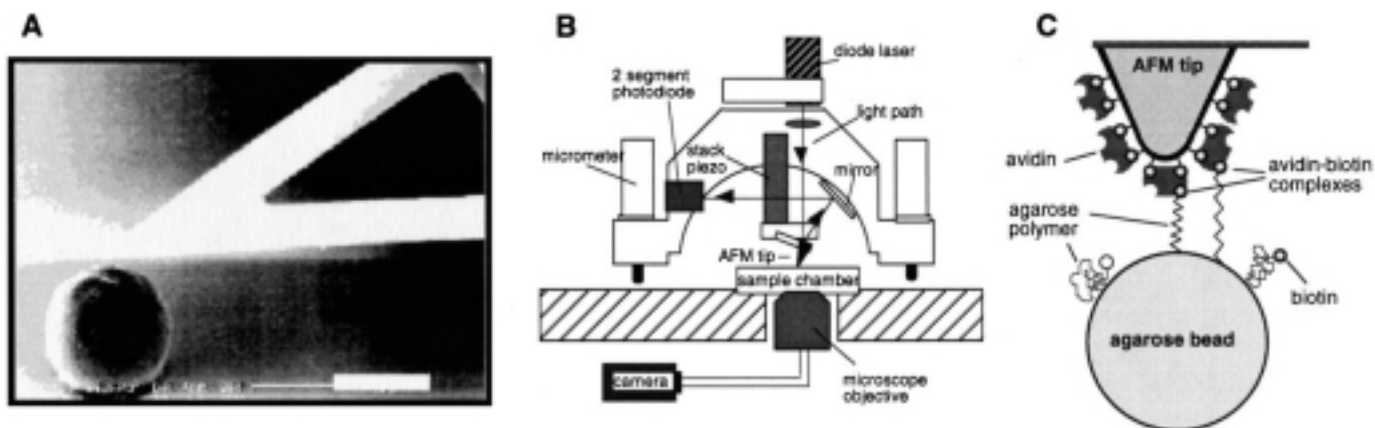 A
B
diode laser
2 segment
photodiode
light path
micrometer
stack
piezo
mirror
AFM tip
sample chamber
camera
microscope
objective
C
AFM tip
avidin
avidin-biotin
complexes
agarose
polymer
biotin
agarose bead